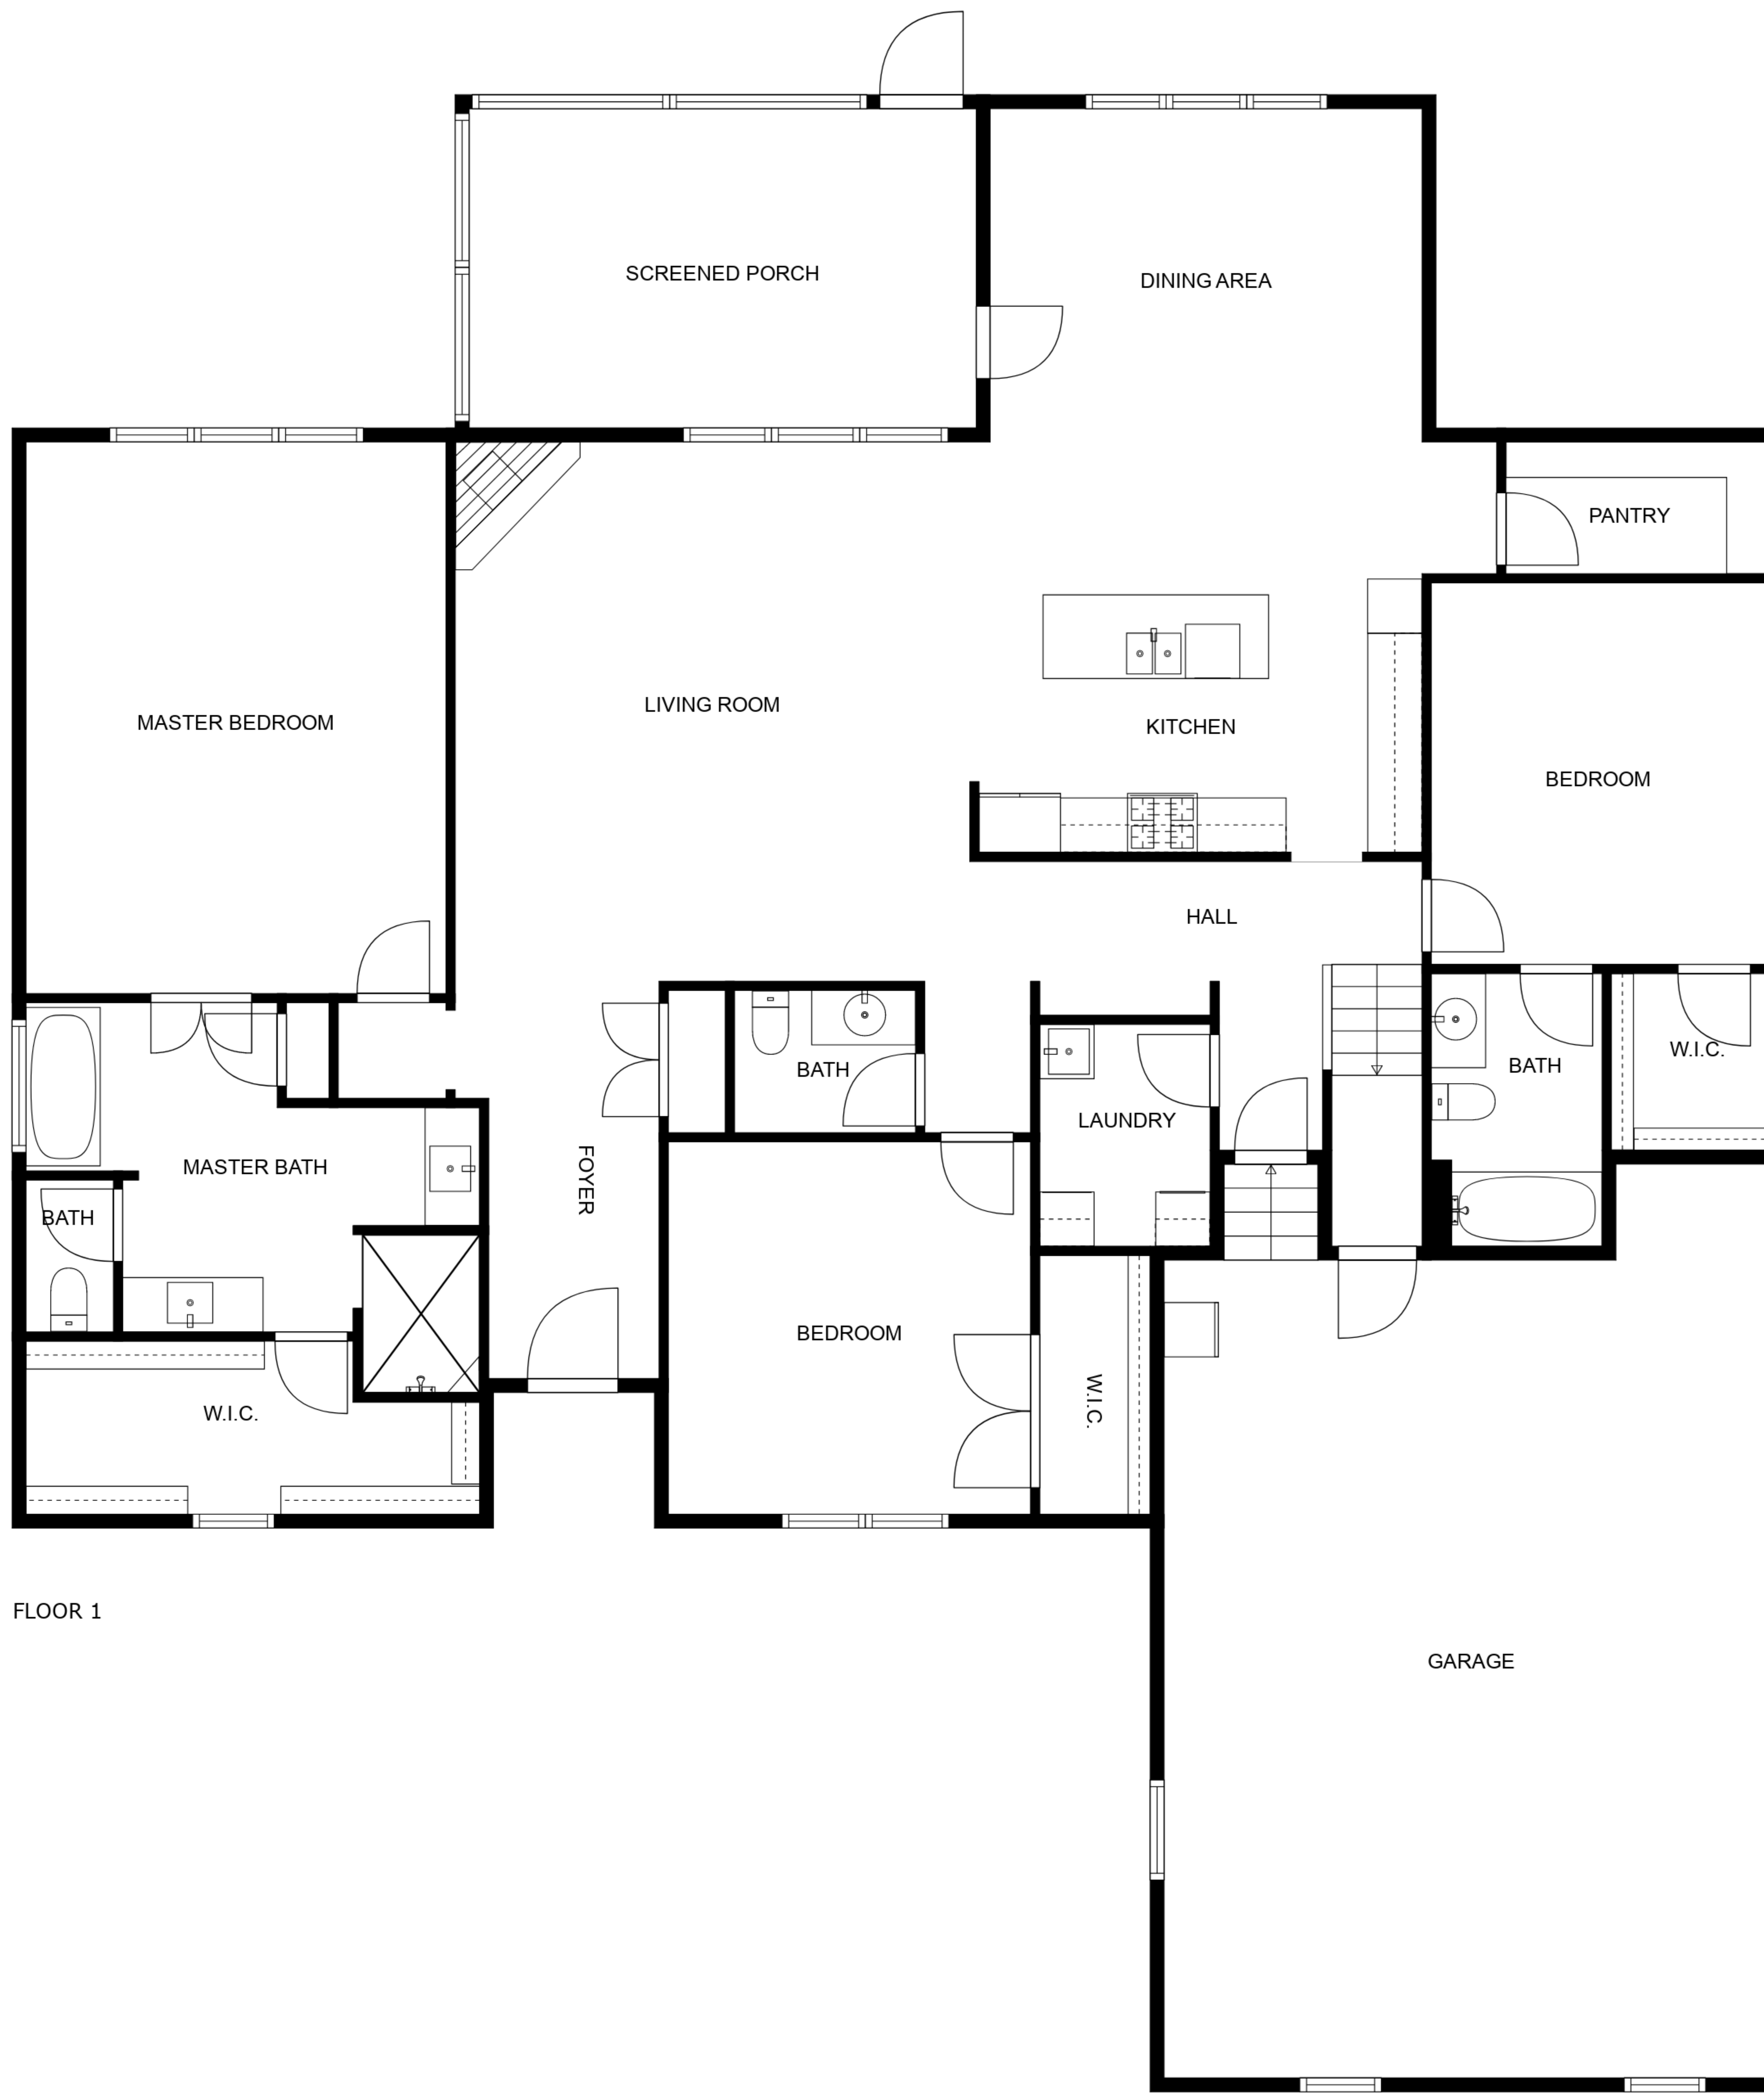 SCREENED PORCH
DINING AREA
PANTRY
MASTER BEDROOM
LIVING ROOM
KITCHEN
BEDROOM
HALL
BATH
LAUNDRY
BATH
W.I.C.
MASTER BATH
FOYER
BATH
BEDROOM
W.I.C.
W.I.C.
FLOOR 1
GARAGE